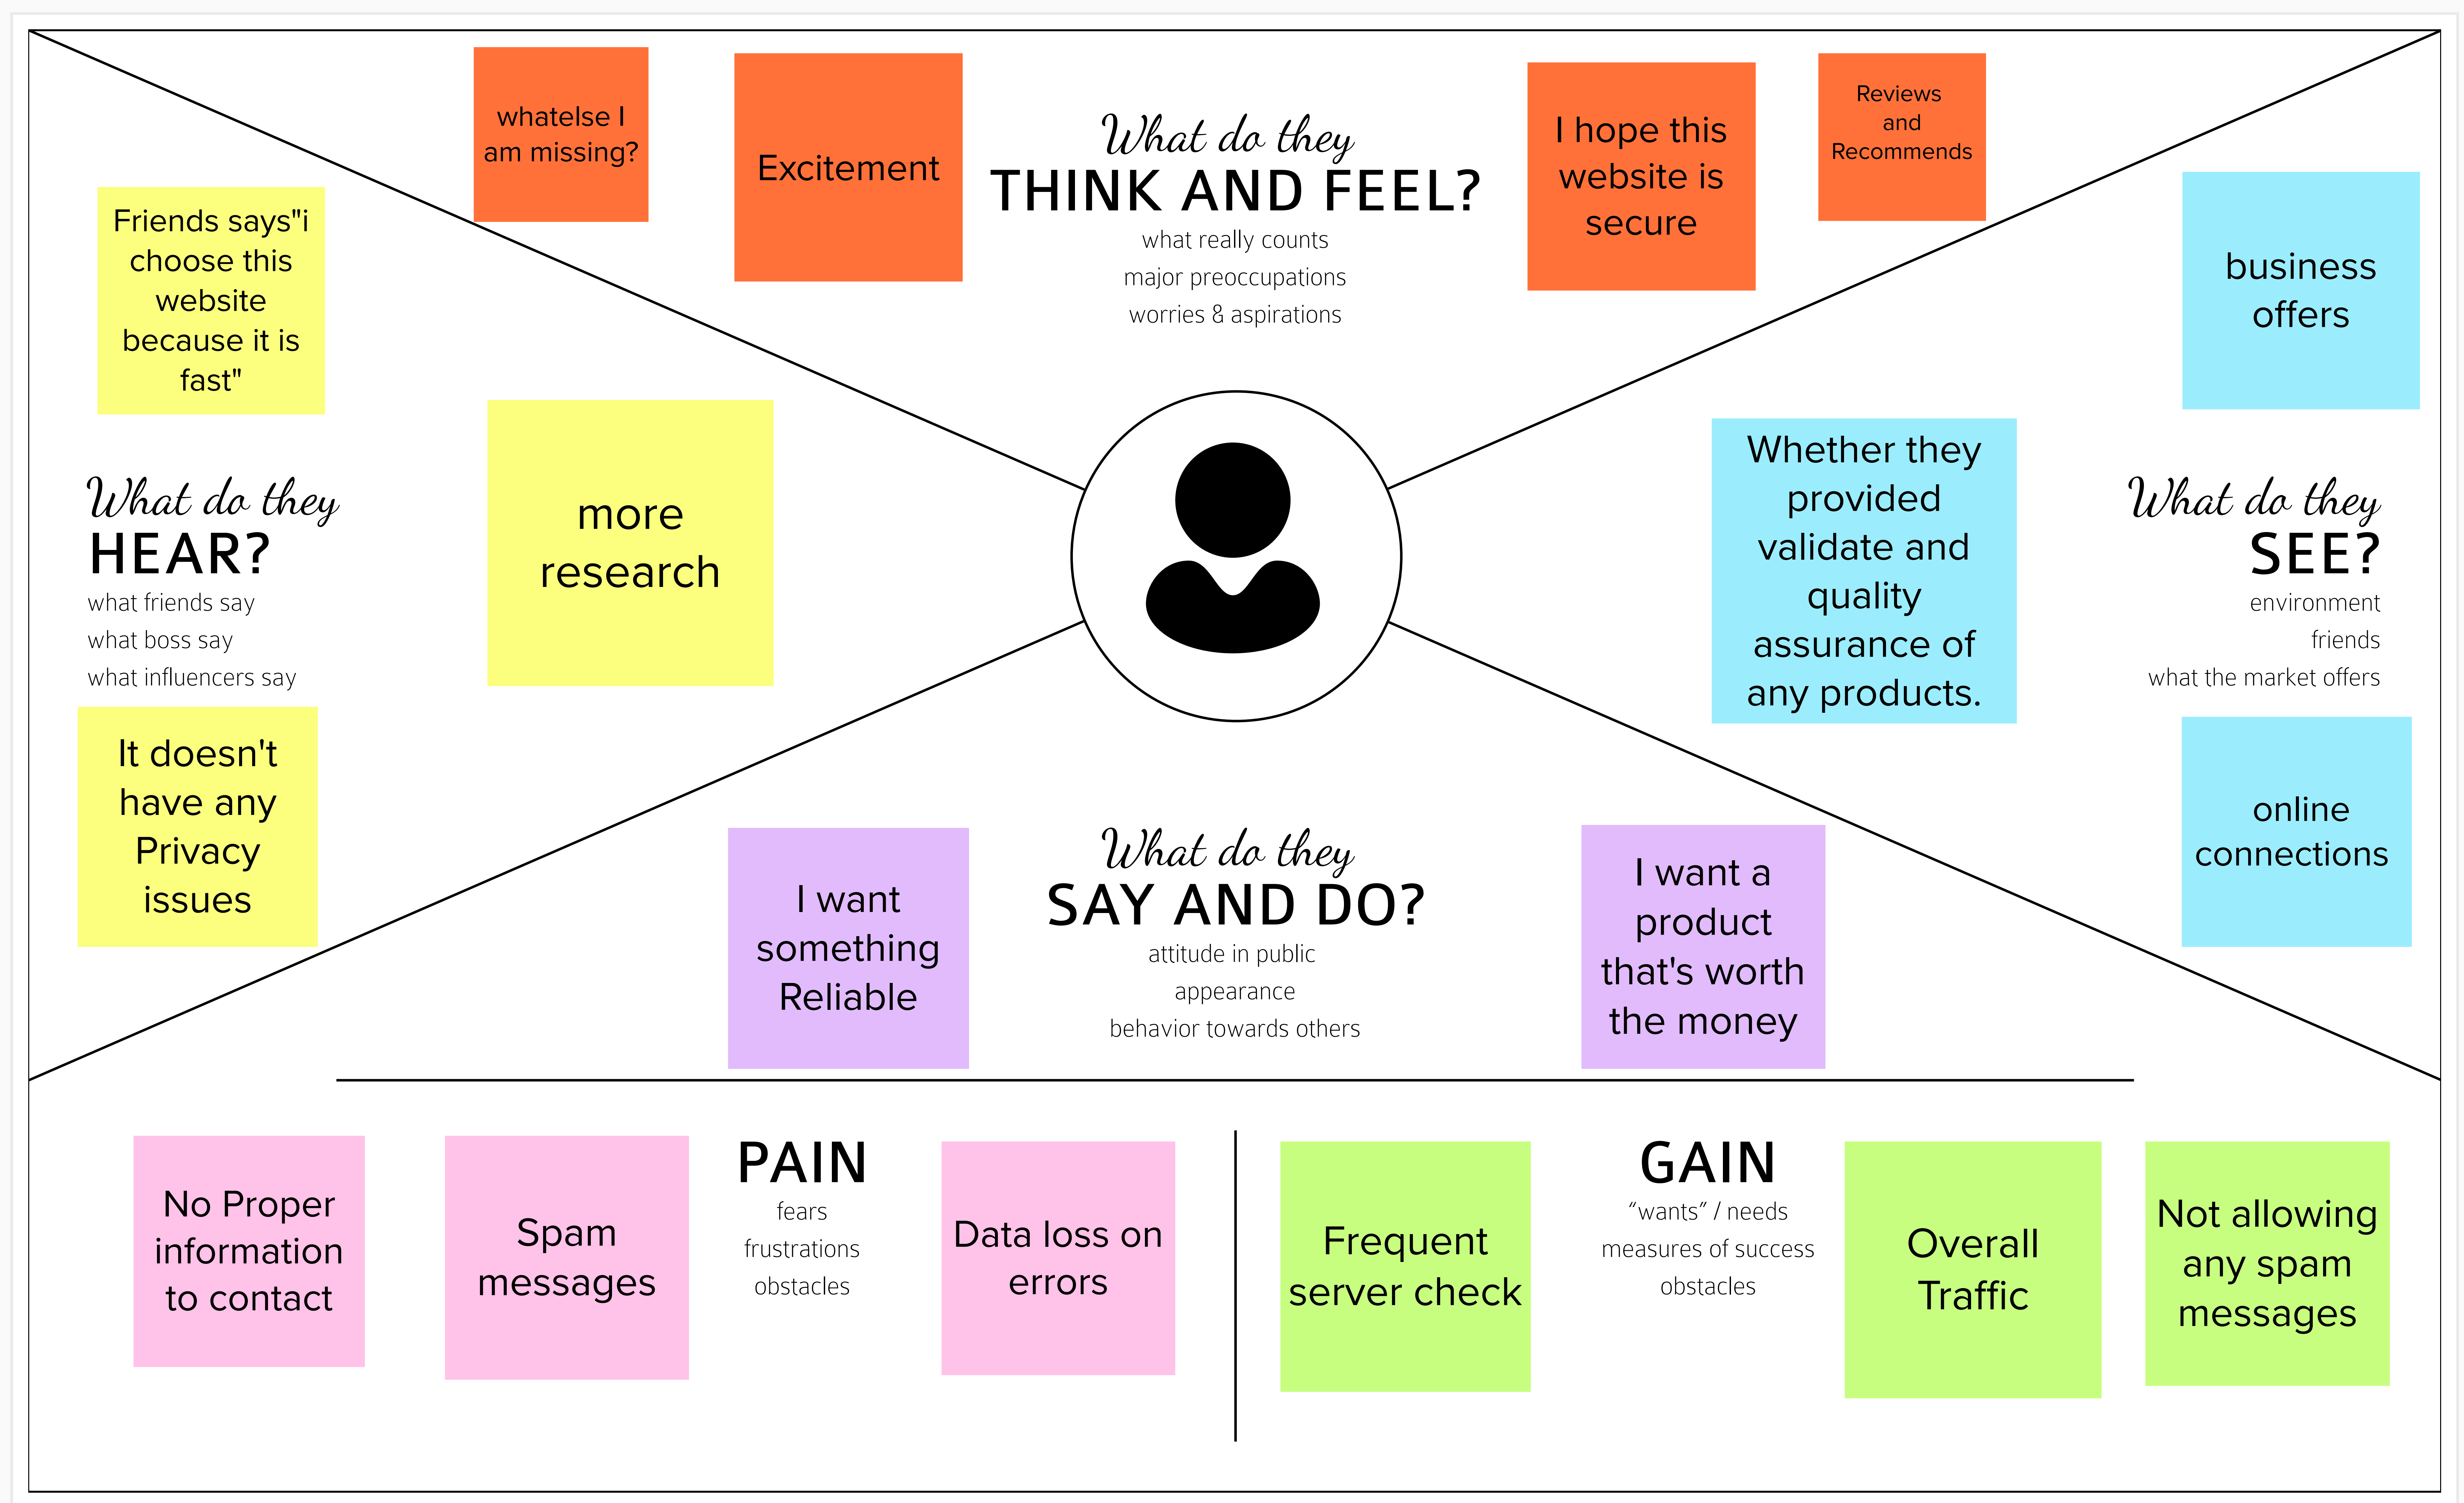 whatelse I
am missing?
Excitement
What do they
THINK AND FEEL?
what really counts
major preoccupations
worries & aspirations
I hope this
website is
secure
Reviews
and
Recommends
Friends says"i
choose this
website
because it is
fast"
more
research
What do they
HEAR?
what friends say
what boss say
what influencers say
It doesn't
have any
Privacy
issues
business
offers
Whether they
provided
validate and
quality
assurance of
any products.
What do they
SEE?
environment
friends
what the market offers
online
connections
I want
something
Reliable
What do they
SAY AND DO?
attitude in public
appearance
behavior towards others
I want a
product
that's worth
the money
No Proper
information
to contact
Spam
messages
PAIN
fears
frustrations
obstacles
Data loss on
errors
Frequent
server check
GAIN
“wants” / needs
measures of success
obstacles
Overall
Traffic
Not allowing
any spam
messages